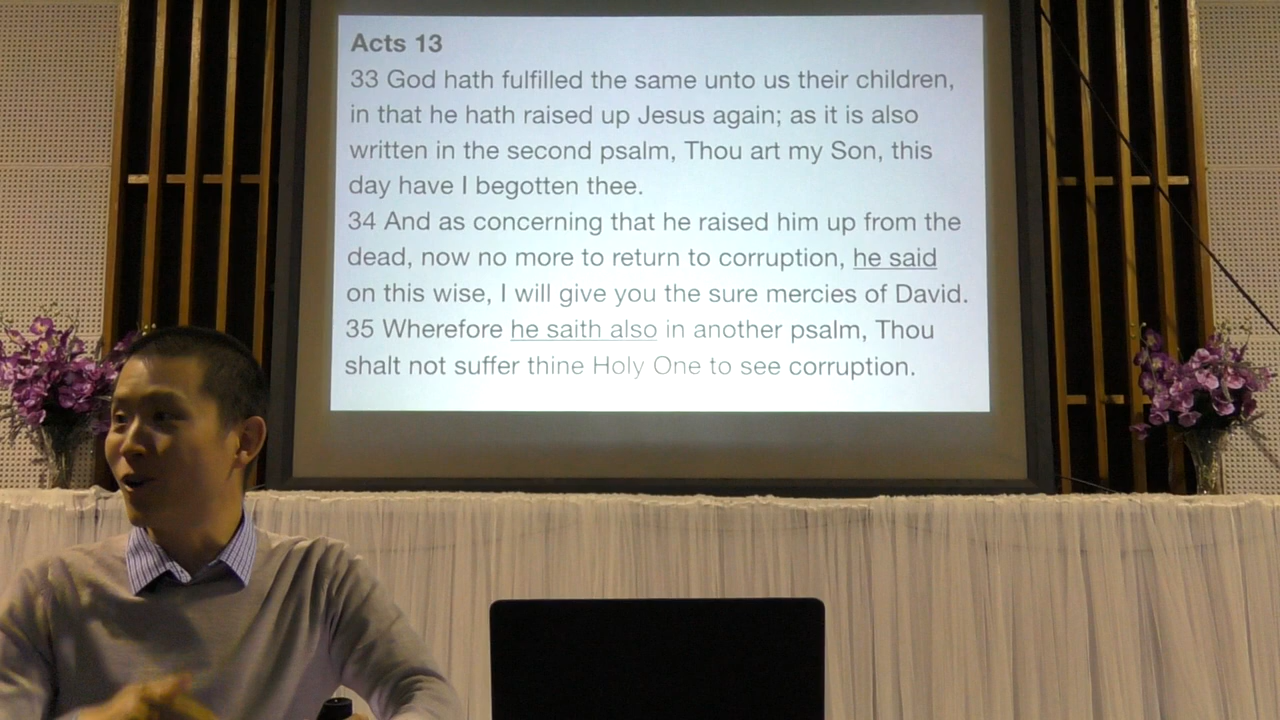 Acts 13
33 God hath fulfilled the same unto us their children,
in that he hath raised up Jesus again; as it is also
written in the second psalm, Thou art my Son, this
day have I begotten thee.
34 And as concerning that he raised him up from the
dead, now no more to return to corruption, he said
on this wise, I will give you the sure mercies of David.
35 Wherefore he saith also in another psalm, Thou
shalt not suffer thine Holy One to see corruption.